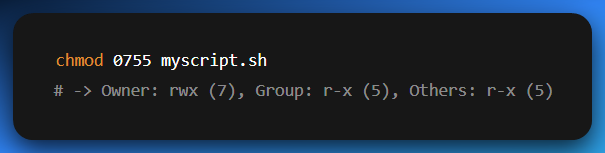 chmod 0755 myscript.sh
# -> Owner: rwx (7), Group: r-x (5), Others: r-x (5)